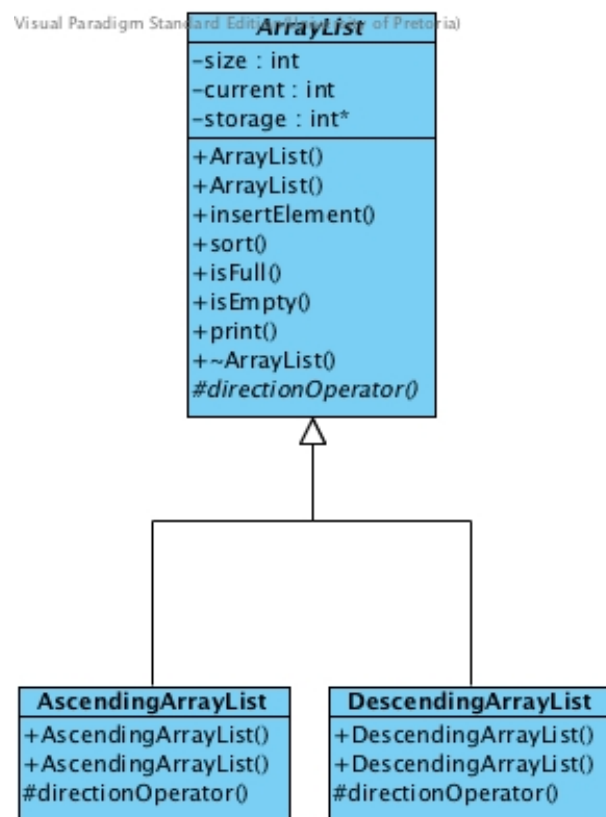 Visual Paradigm Standard Edition(University of Pretoria)
ArrayList
-size : int
-current : int
-storage : int*
+ArrayList()
+ArrayList()
+insertElement()
+sort()
+isFull()
+isEmpty()
+print()
+~ArrayList()
#directionOperator()
AscendingArrayList
+AscendingArrayList()
+AscendingArrayList()
#directionOperator()
DescendingArrayList
+DescendingArrayList()
+DescendingArrayList()
#directionOperator()